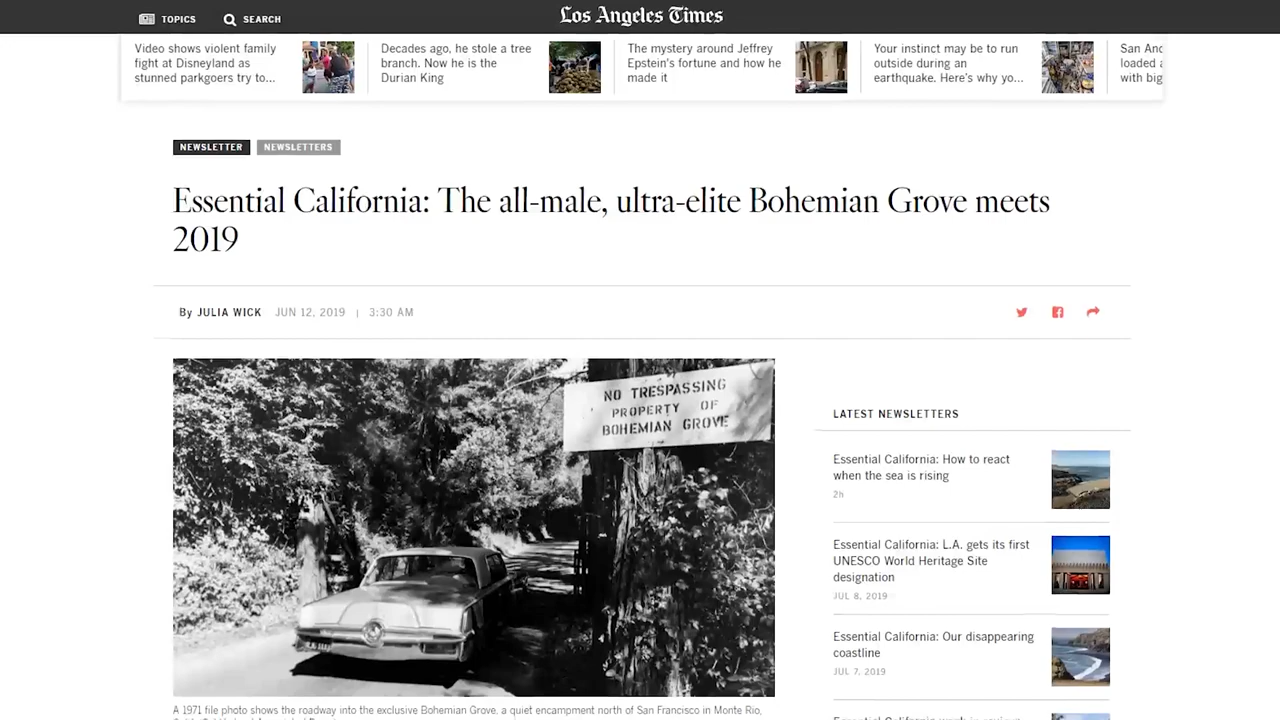 TOPICS
SEARCH
Los Angeles Times
Video shows violent family
fight at Disneyland as
stunned parkgoers try to...
Decades ago, he stole a tree
branch. Now he is the
Durian King
The mystery around Jeffrey
Epstein's fortune and how he
made it
Your instinct may be to run
outside during an
earthquake. Here's why yo...
San
loaded
with big
NEWSLETTER
NEWSLETTERS
Essential California: The all-male, ultra-elite Bohemian Grove meets
2019
By JULIA WICK JUN 12, 2019 | 3:30 AM
NO TRESPASSING
PROPERTY OF
BOHEMIAN GROVE
A 1971 file photo shows the roadway into the exclusive Bohemian Grove, a quiet encampment north of San Francisco in Monte Rio,
LATEST NEWSLETTERS
Essential California: How to react
when the sea is rising
2h
Essential California: L.A. gets its first
UNESCO World Heritage Site
designation
JUL 8, 2019
Essential California: Our disappearing
coastline
JUL 7, 2019